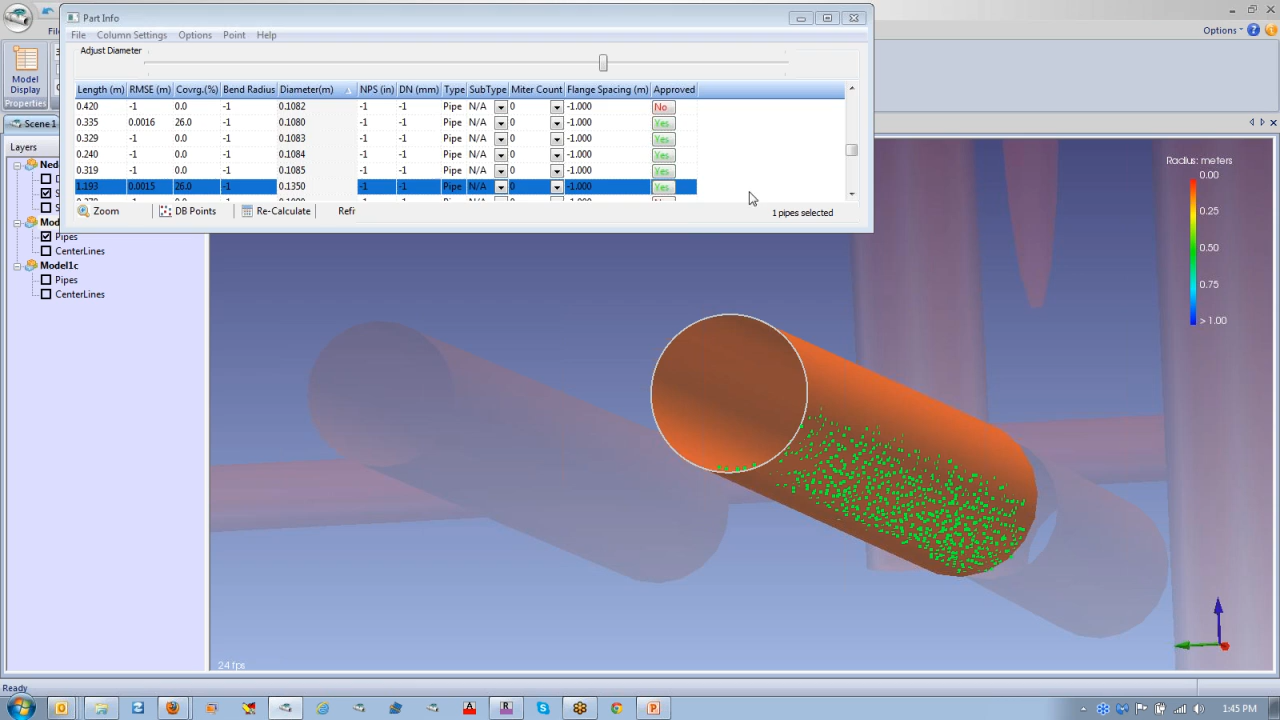 Part Info
File Column Settings Options Point Help
Adjust Diameter
Length (m) RMSE (m) Covrg.(%) Bend Radius Diameter(m) NPS (in) DN (mm) Type SubType Miter Count Flange Spacing (m) Approved
0.420 -1 0.0 -1 0.1082 -1 -1 Pipe N/A 0 -1.000 No
0.335 0.0016 26.0 -1 0.1080 -1 -1 Pipe N/A 0 -1.000 Yes
0.329 -1 0.0 -1 0.1083 -1 -1 Pipe N/A 0 -1.000 Yes
0.240 -1 0.0 -1 0.1084 -1 -1 Pipe N/A 0 -1.000 Yes
0.319 -1 0.0 -1 0.1085 -1 -1 Pipe N/A 0 -1.000 Yes
1.193 0.0015 26.0 -1 0.1350 -1 -1 Pipe N/A 0 -1.000 Yes
Zoom DB Points Re-Calculate Refi
1 pipes selected
Options
Model
Display
Properties
Scene 1
Layers
Ned
Mod
Pipes
CenterLines
Model1c
Pipes
CenterLines
Radius: meters
0.00
0.25
0.50
0.75
> 1.00
24 fps
Ready
1:45 PM